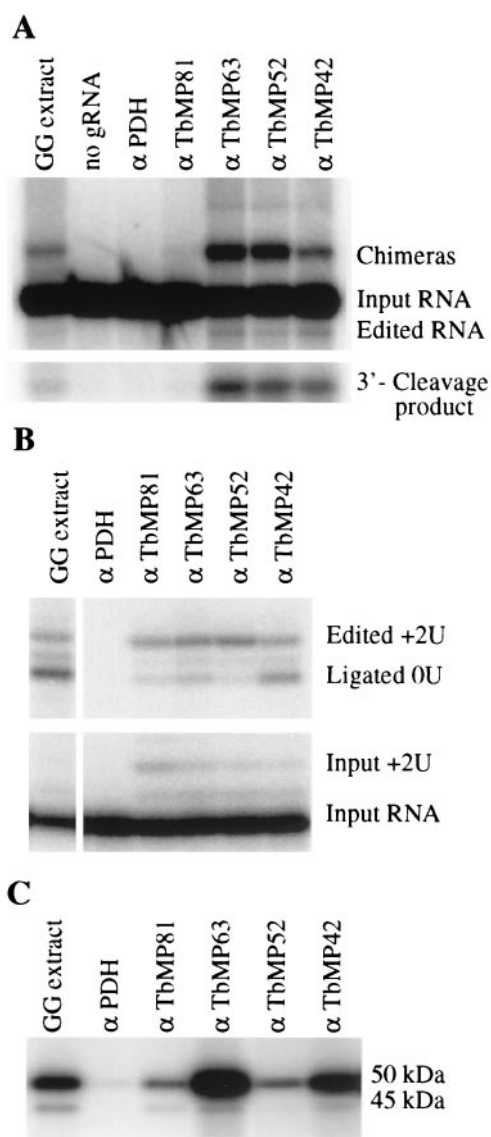 A
GG extract
no gRNA
α PDH
α TbMP81
α TbMP63
α TbMP52
α TbMP42
Chimeras
Input RNA
Edited RNA
3'- Cleavage
product
B
GG extract
α PDH
α TbMP81
α TbMP63
α TbMP52
α TbMP42
Edited +2U
Ligated 0U
Input +2U
Input RNA
C
GG extract
α PDH
α TbMP81
α TbMP63
α TbMP52
α TbMP42
50 kDa
45 kDa